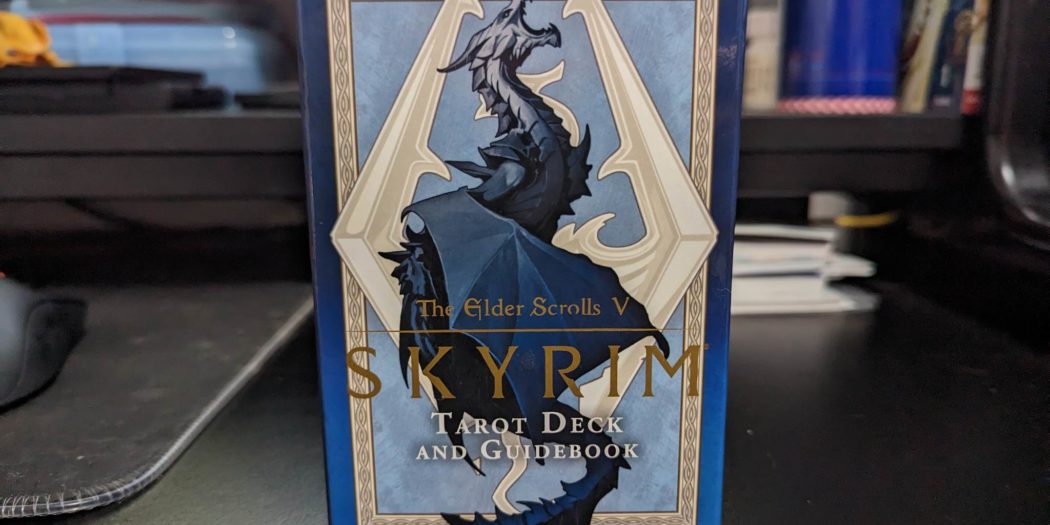 The Elder Scrolls V
SKYRIM
TAROT DECK
AND GUIDEBOOK